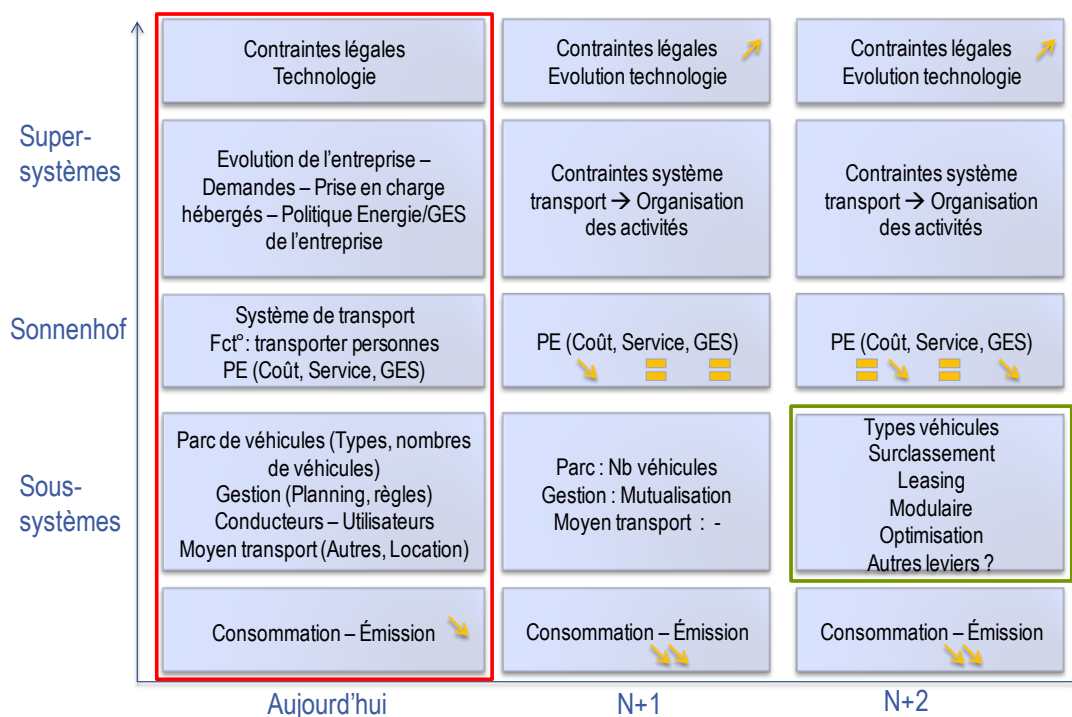 Contraintes légales
Technologie
Contraintes légales
Evolution technologie
Contraintes légales
Evolution technologie
Super-
systèmes
Evolution de l’entreprise –
Demandes – Prise en charge
hébergés – Politique Energie/GES
de l’entreprise
Contraintes système
transport → Organisation
des activités
Contraintes système
transport → Organisation
des activités
Sonnenhof
Système de transport
Fct° : transporter personnes
PE (Coût, Service, GES)
PE (Coût, Service, GES)
PE (Coût, Service, GES)
Sous-
systèmes
Parc de véhicules (Types, nombres
de véhicules)
Gestion (Planning, règles)
Conducteurs – Utilisateurs
Moyen transport (Autres, Location)
Parc : Nb véhicules
Gestion : Mutualisation
Moyen transport : -
Types véhicules
Surclassement
Leasing
Modulaire
Optimisation
Autres leviers ?
Consommation – Émission
Consommation – Émission
Consommation – Émission
Aujourd’hui
N+1
N+2